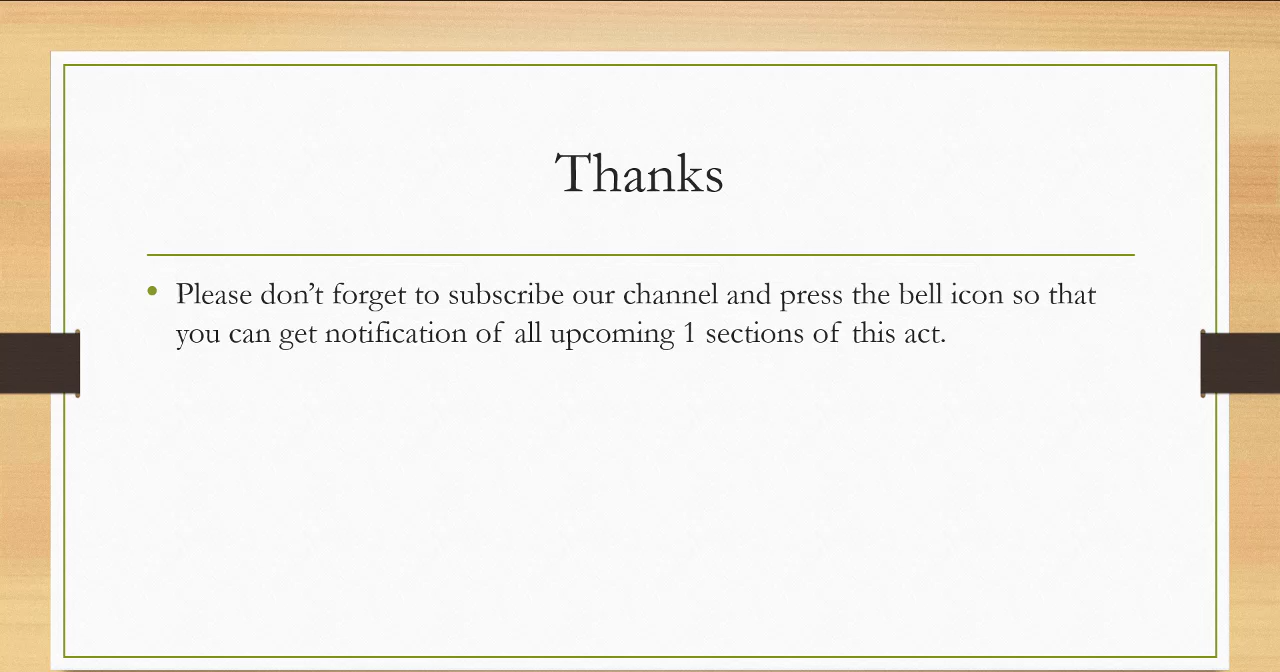 Thanks
Please don’t forget to subscribe our channel and press the bell icon so that
you can get notification of all upcoming 1 sections of this act.